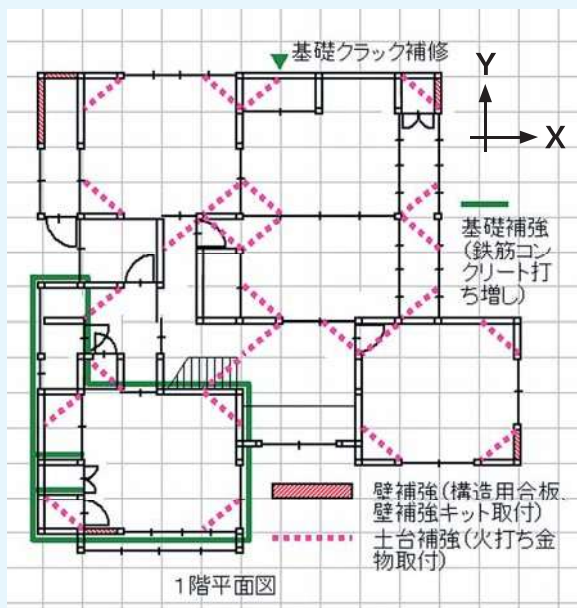 基礎クラック補修
Y
X
基礎補強
(鉄筋コン
クリート打
ち増し)
壁補強(構造用合板、
壁補強キット取付)
土台補強(火打ち金
物取付)
1階平面図